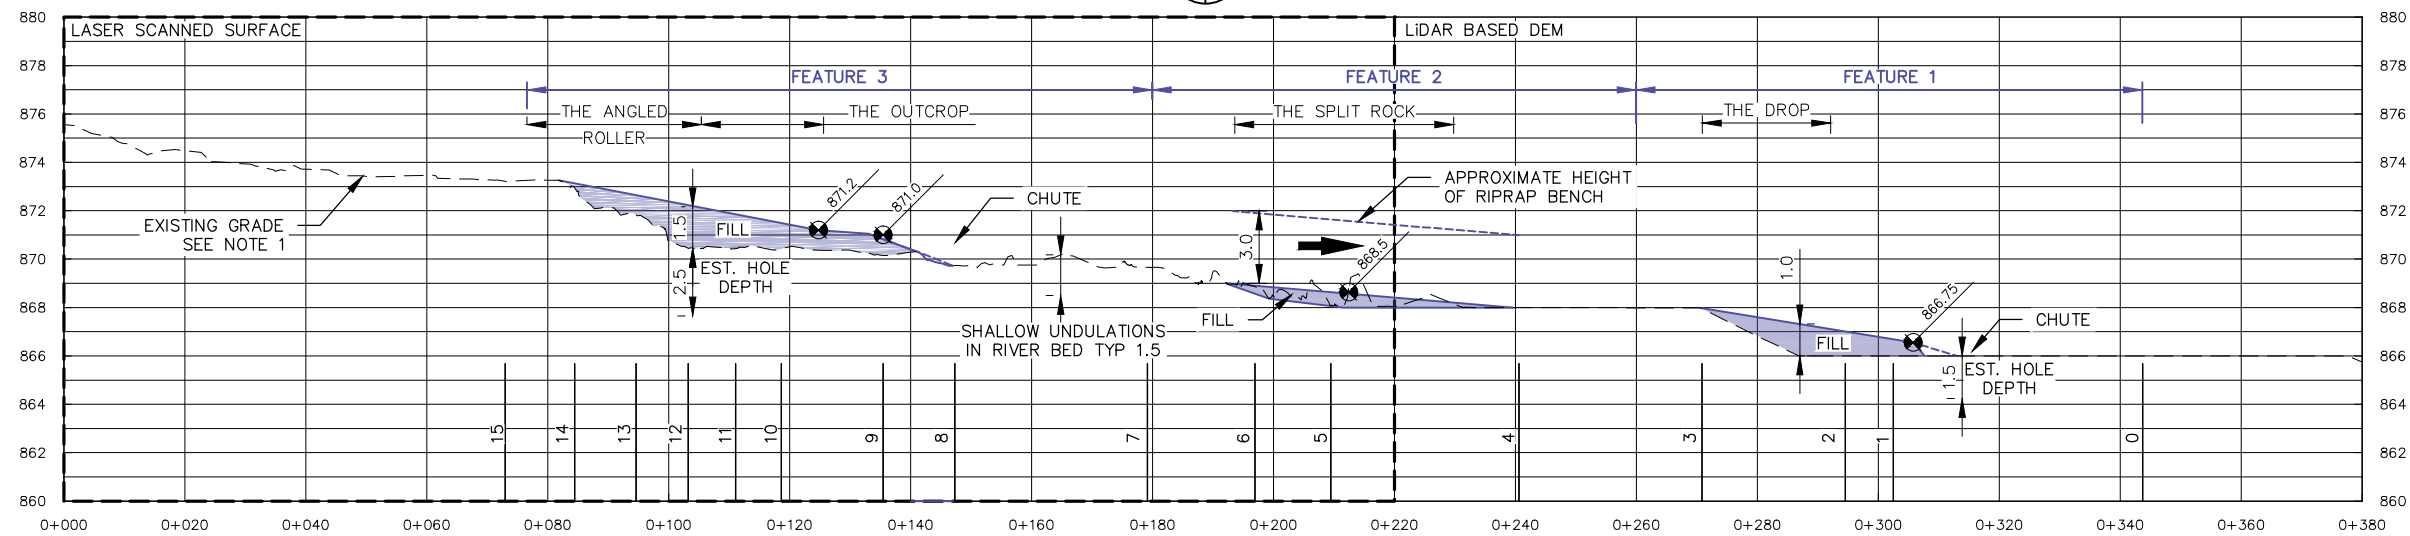 880
880
LASER SCANNED SURFACE
LiDAR BASED DEM
878
878
FEATURE 3
FEATURE 2
FEATURE 1
876
876
THE ANGLED
ROLLER
THE OUTCROP
THE SPLIT ROCK
THE DROP
874
874
872
872
EXISTING GRADE
SEE NOTE 1
1.5
FILL
871.2
871.0
CHUTE
APPROXIMATE HEIGHT
OF RIPRAP BENCH
3.0
868.5
870
870
2.5
EST. HOLE
DEPTH
1.0
866.75
868
868
SHALLOW UNDULATIONS
IN RIVER BED TYP 1.5
FILL
FILL
CHUTE
866
866
1.5
EST. HOLE
DEPTH
864
864
15
14
13
12
11
10
9
8
7
6
5
4
3
2
1
0
862
862
860
860
0+000
0+020
0+040
0+060
0+080
0+100
0+120
0+140
0+160
0+180
0+200
0+220
0+240
0+260
0+280
0+300
0+320
0+340
0+360
0+380